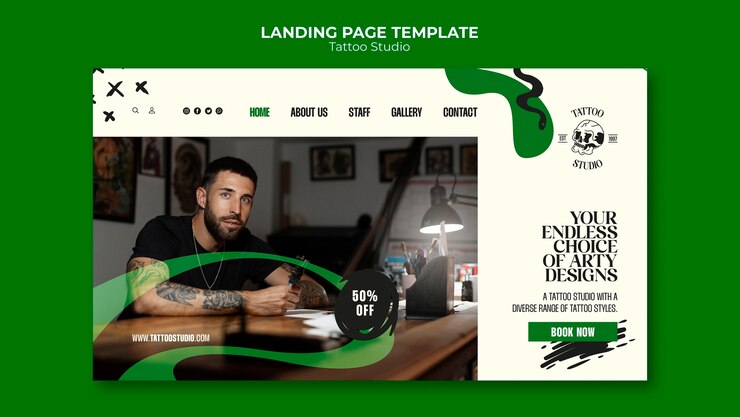 LANDING PAGE TEMPLATE
Tattoo Studio
HOME
ABOUT US
STAFF
GALLERY
CONTACT
TATTOO
EST
1997
STUDIO
YOUR
ENDLESS
CHOICE
OF ARTY
DESIGNS
A TATTOO STUDIO WITH A
DIVERSE RANGE OF TATTOO STYLES.
BOOK NOW
50%
OFF
WWW.TATTOOSTUDIO.COM